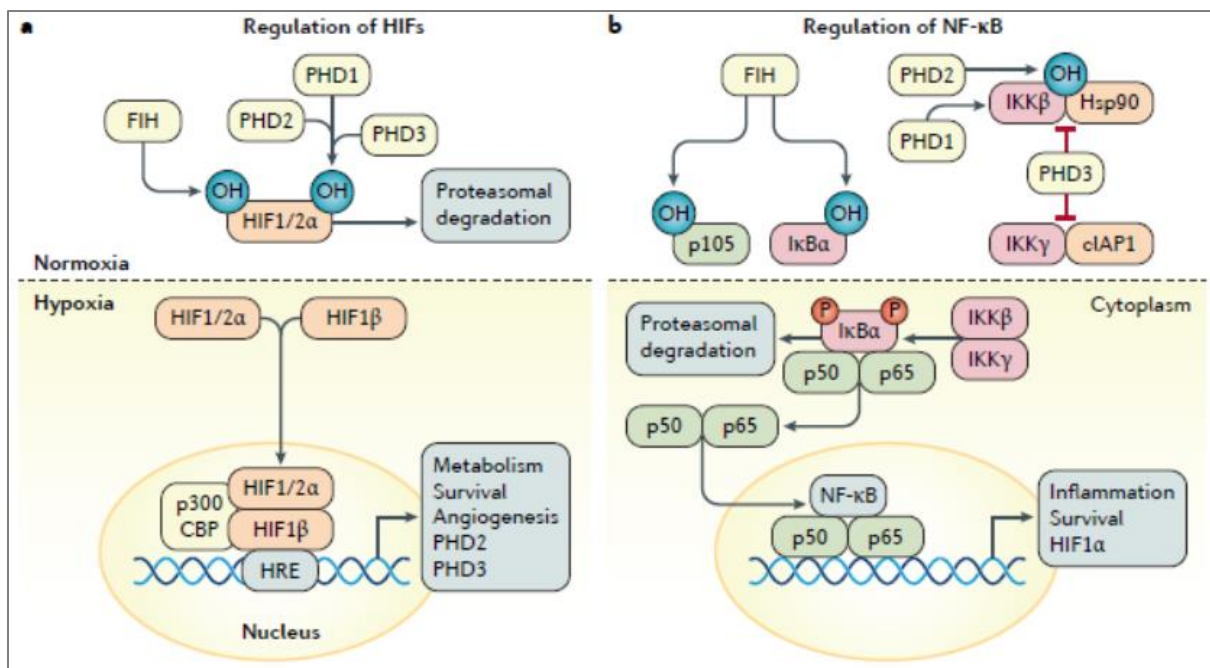 a
Regulation of HIFs
PHD1
FIH
PHD2
PHD3
OH
OH
HIF1/2α
Proteasomal
degradation
Normoxia
Hypoxia
HIF1/2α
HIF1β
p300
CBP
HIF1/2α
HIF1β
HRE
Metabolism
Survival
Angiogenesis
PHD2
PHD3
Nucleus
b
Regulation of NF-κB
FIH
PHD2
OH
IKKβ
Hsp90
PHD1
PHD3
OH
p105
OH
IκBα
IKKγ
cIAP1
Cytoplasm
Proteasomal
degradation
P
P
IκBα
p50
p65
IKKβ
IKKγ
p50
p65
NF-κB
p50
p65
Inflammation
Survival
HIF1α